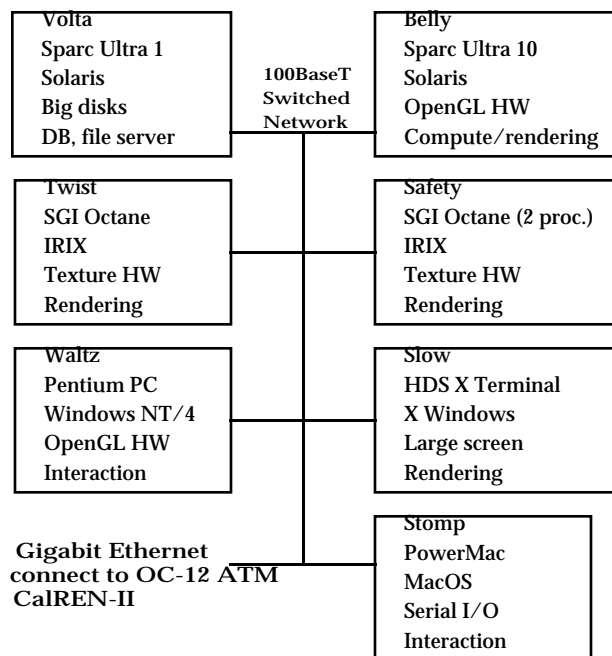 Volta
Sparc Ultra 1
Solaris
Big disks
DB, file server
100BaseT
Switched
Network
Belly
Sparc Ultra 10
Solaris
OpenGL HW
Compute/rendering
Twist
SGI Octane
IRIX
Texture HW
Rendering
Safety
SGI Octane (2 proc.)
IRIX
Texture HW
Rendering
Waltz
Pentium PC
Windows NT/4
OpenGL HW
Interaction
Slow
HDS X Terminal
X Windows
Large screen
Rendering
Gigabit Ethernet
connect to OC-12 ATM
CalREN-II
Stomp
PowerMac
MacOS
Serial I/O
Interaction